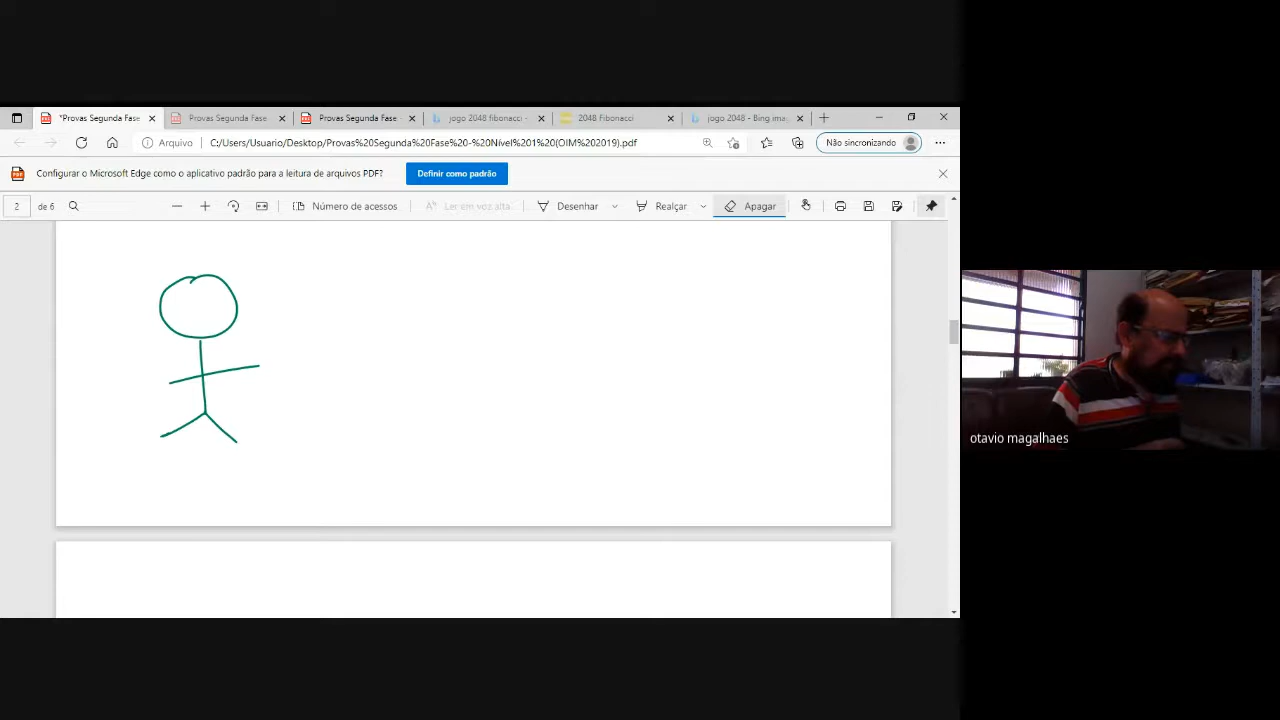 *Provas Segunda Fase
Provas Segunda Fase
Provas Segunda Fase -
jogo 2048 fibonacci -
2048 Fibonacci
jogo 2048 - Bing ima
Arquivo
C:/Users/Usuario/Desktop/Provas%20Segunda%20Fase%20-%20Nível%201%20(OIM%202019).pdf
Não sincronizando
Configurar o Microsoft Edge como o aplicativo padrão para a leitura de arquivos PDF?
Definir como padrão
2
de 6
Número de acessos
Ler em voz alta
Desenhar
Realçar
Apagar
otavio magalhaes